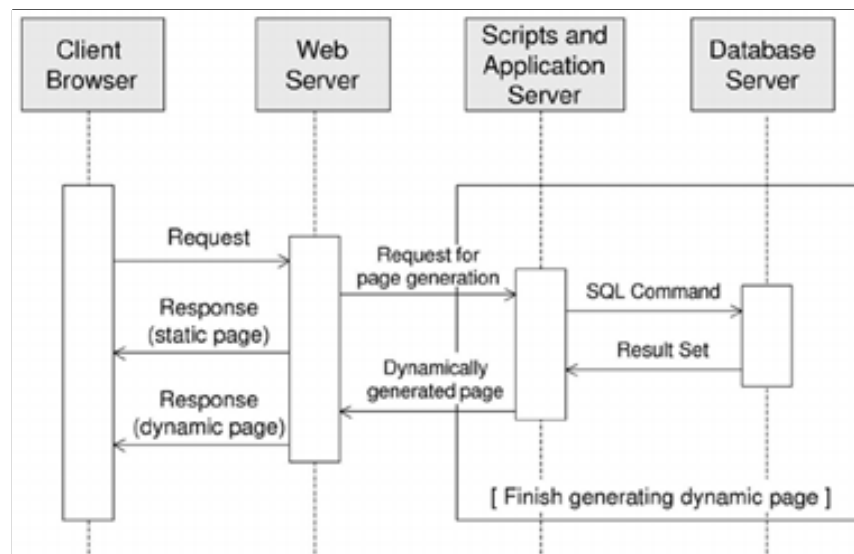 Client
Browser
Web
Server
Scripts and
Application
Server
Database
Server
Request
Request for
page generation
SQL Command
Response
(static page)
Result Set
Dynamically
generated page
Response
(dynamic page)
[ Finish generating dynamic page ]